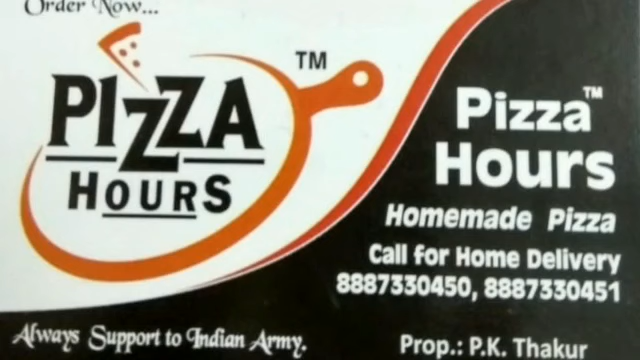 Order Now...
PIZZA
HOURS
TM
Pizza™
Hours
Homemade Pizza
Call for Home Delivery
8887330450, 8887330451
Always Support to Indian Army.
Prop.: P.K. Thakur